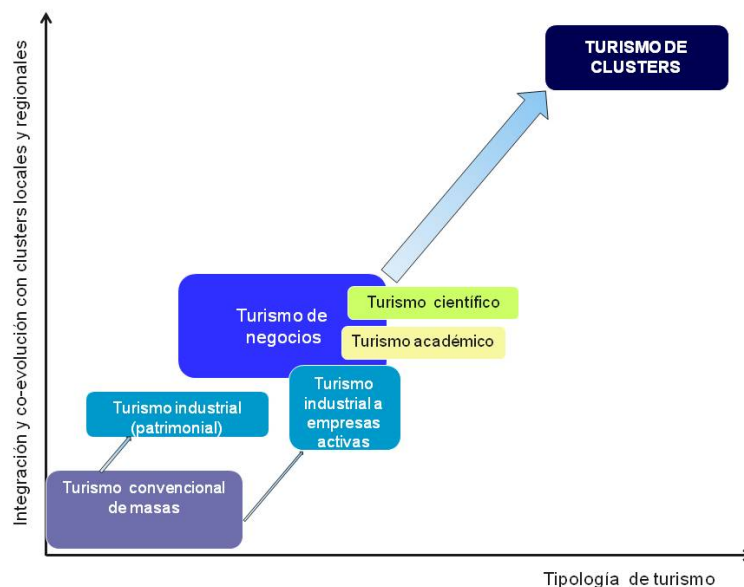 Integración y co-evolución con clusters locales y regionales
TURISMO DE
CLUSTERS
Turismo científico
Turismo de
negocios
Turismo académico
Turismo
industrial a
empresas
activas
Turismo industrial
(patrimonial)
Turismo convencional
de masas
Tipología de turismo